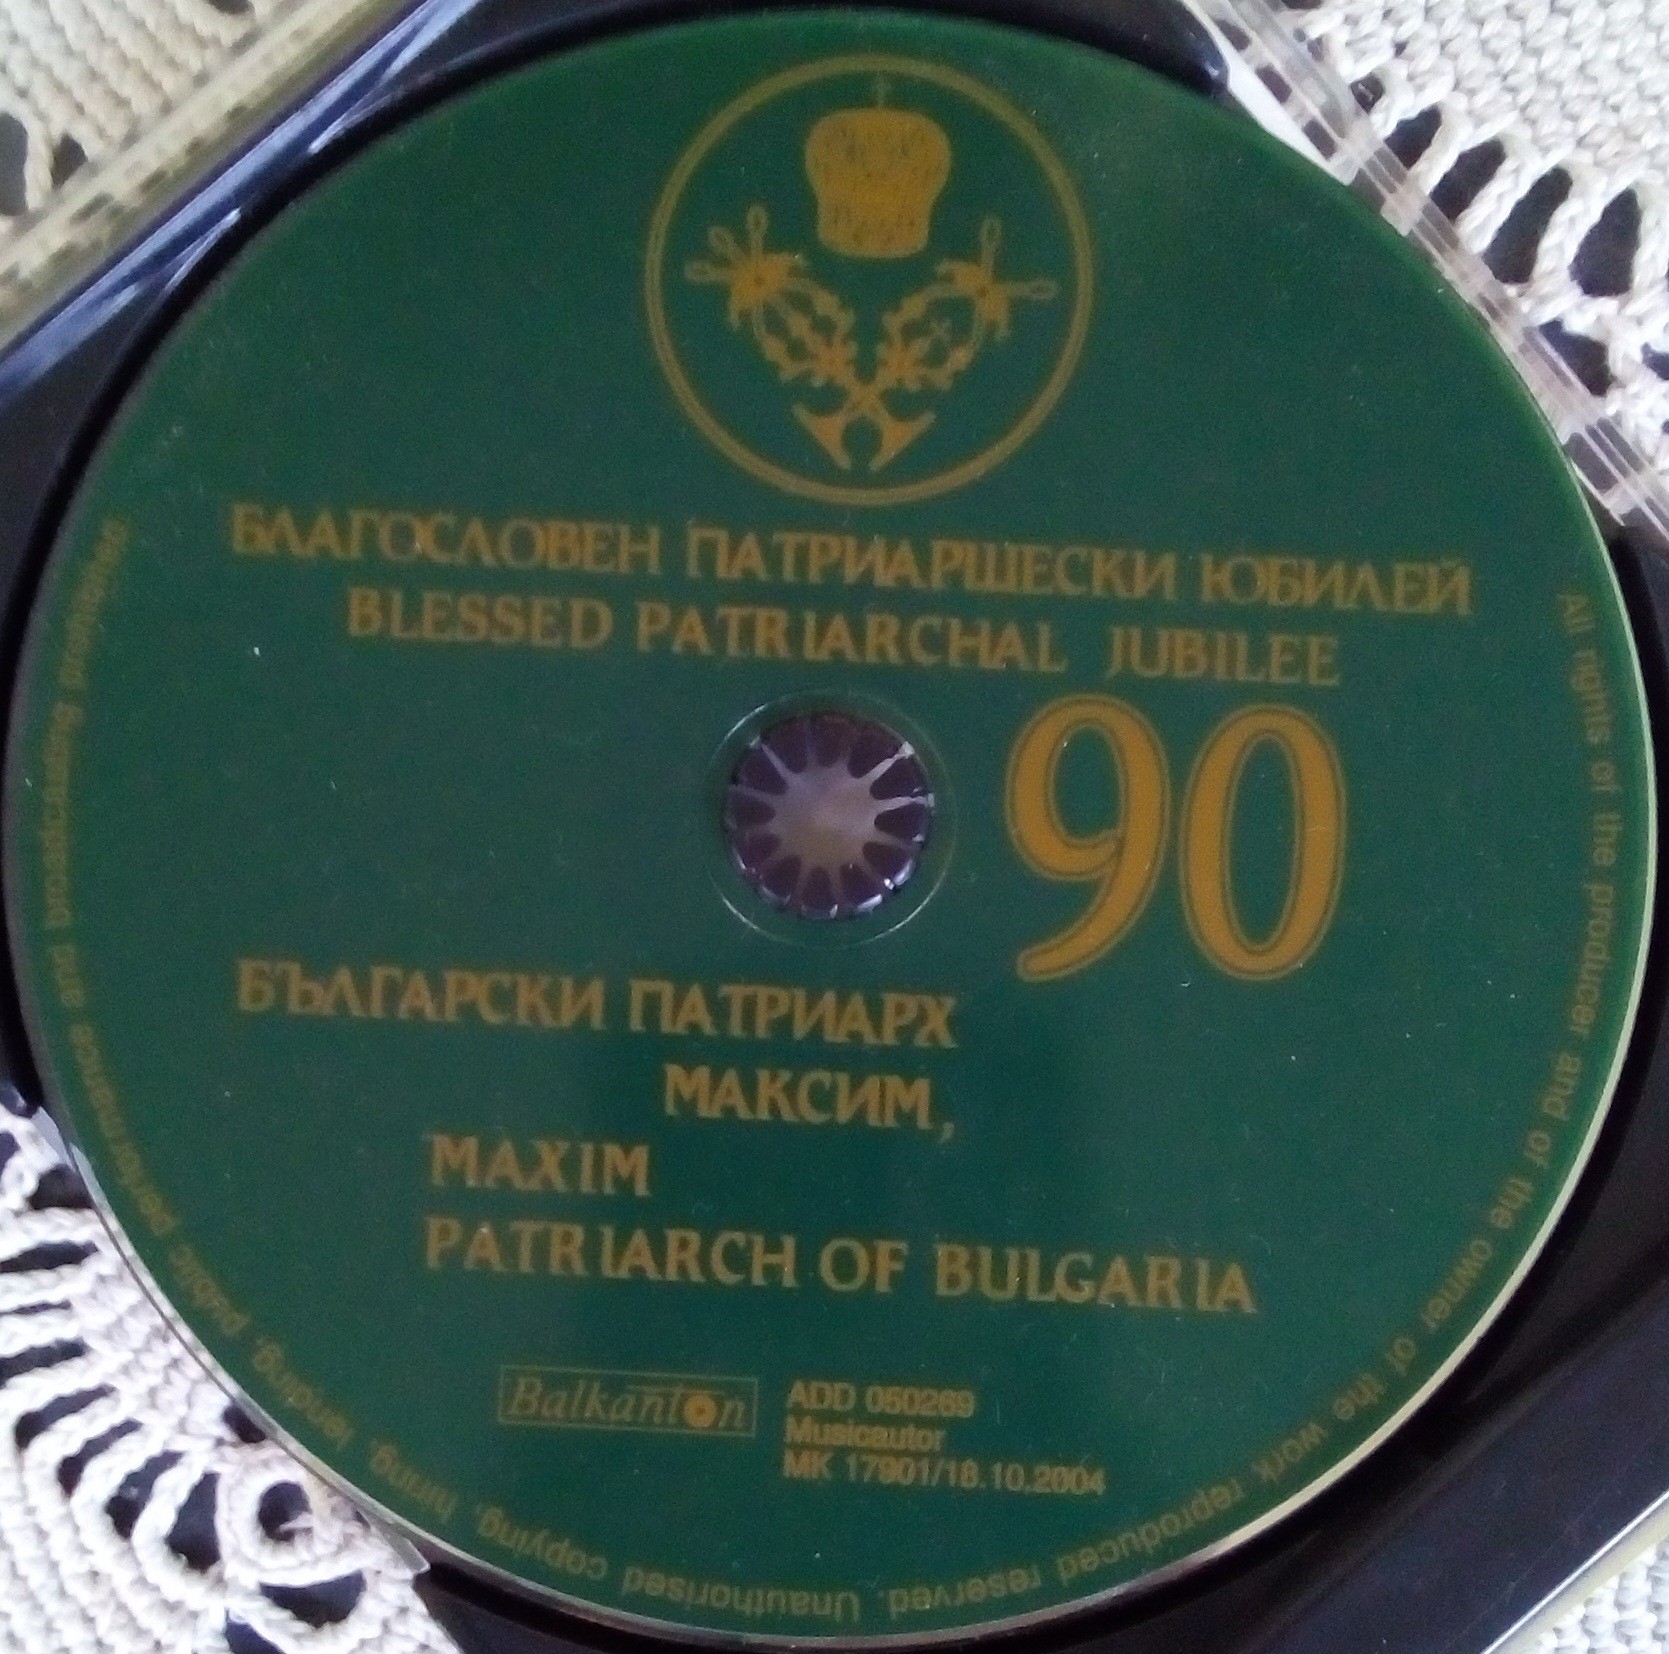 БЛАГОСЛОВЕН ПАТРИАРШЕСКИ ЮБИЛЕЙ
BLESSED PATRIARCHAL JUBILEE
90
БЪЛГАРСКИ ПАТРИАРХ
МАКСИМ,
MAXIM
PATRIARCH OF BULGARIA
Balkanton
ADD 050269
Musicautor
MK 17901/18.10.2004
All rights of the producer and of the owner of the work reproduced reserved. Unauthorised copying, hiring, lending, public performance and broatcasting prohibited